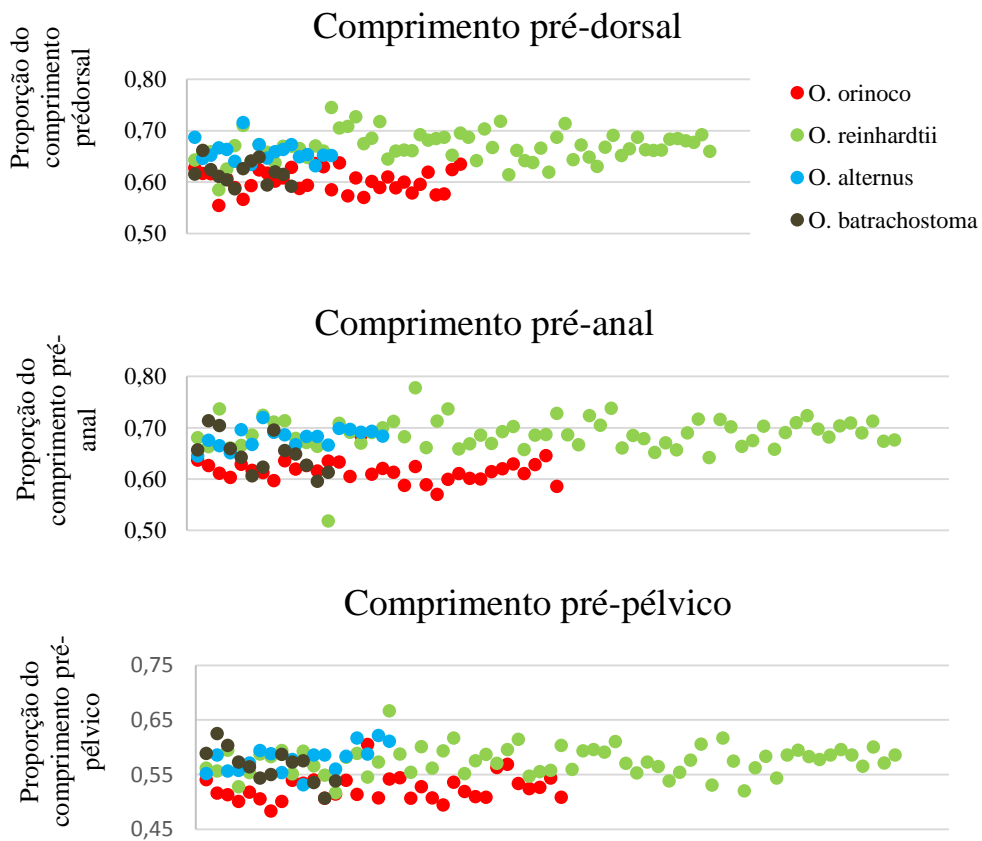 Comprimento pré-dorsal
Proporção do
comprimento
prédorsal
0,80
0,70
0,60
0,50
O. orinoco
O. reinhardtii
O. alternus
O. batrachostoma
Comprimento pré-anal
Proporção do
comprimento pré-
anal
0,80
0,70
0,60
0,50
Comprimento pré-pélvico
Proporção do
comprimento pré-
pélvico
0,75
0,65
0,55
0,45